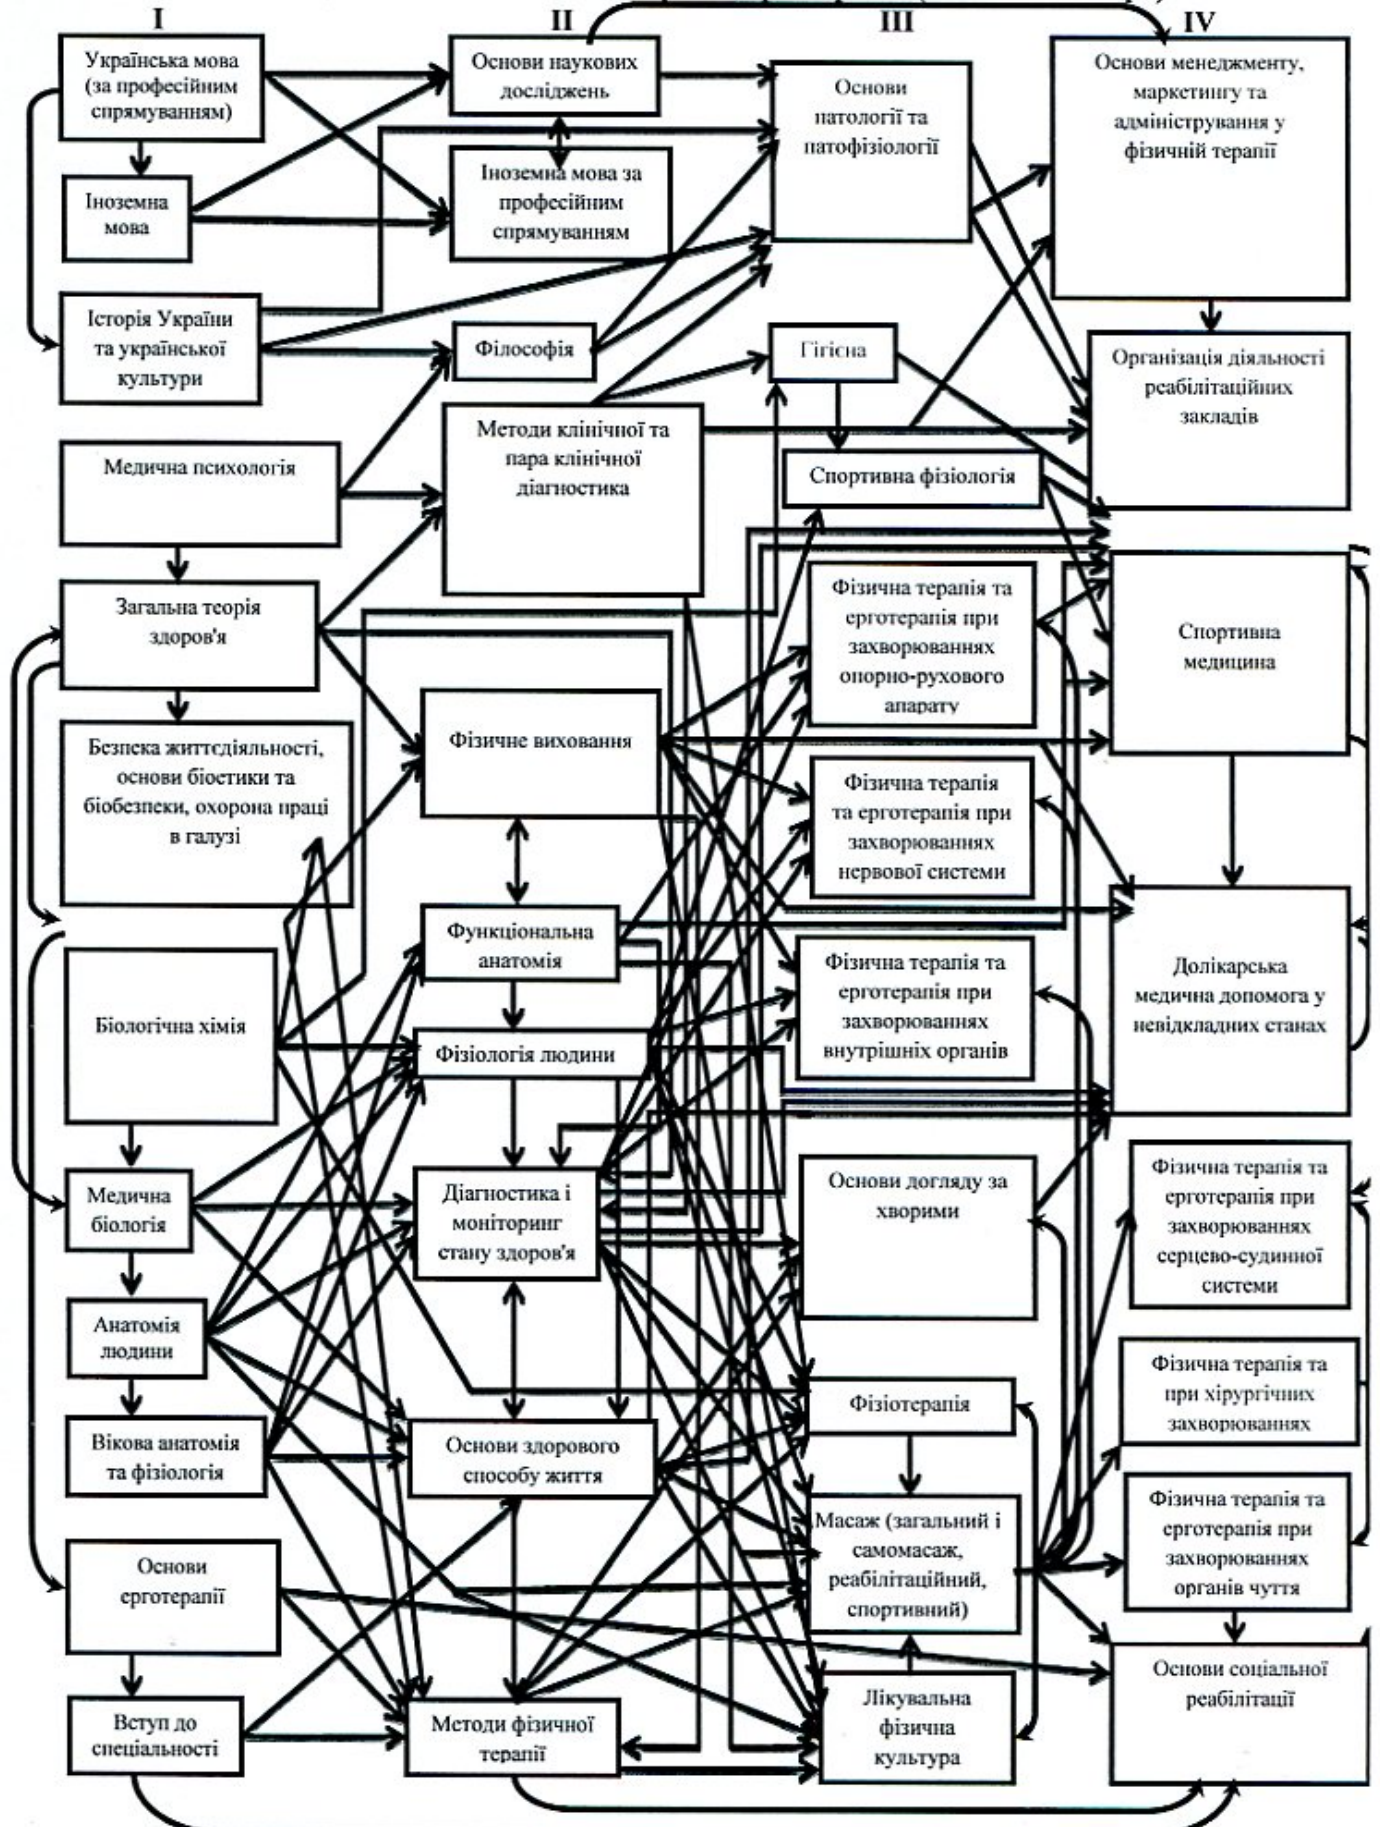 I
II
III
IV
Українська мова
(за професійним
спрямуванням)
Іноземна
мова
Історія України
та української
культури
Медична психологія
Загальна теорія
здоров'я
Безпека життєдіяльності,
основи біоетики та
біобезпеки, охорона праці
в галузі
Біологічна хімія
Медична
біологія
Анатомія
людини
Вікова анатомія
та фізіологія
Основи
ерготерапії
Вступ до
спеціальності
Основи наукових
досліджень
Іноземна мова за
професійним
спрямуванням
Філософія
Методи клінічної та
пара клінічної
діагностика
Фізичне виховання
Функціональна
анатомія
Фізіологія людини
Діагностика і
моніторинг
стану здоров'я
Основи здорового
способу життя
Методи фізичної
терапії
Основи
патології та
патофізіології
Гігієна
Спортивна фізіологія
Фізична терапія та
ерготерапія при
захворюваннях
опорно-рухового
апарату
Фізична терапія
та ерготерапія при
захворюваннях
нервової системи
Фізична терапія та
ерготерапія при
захворюваннях
внутрішніх органів
Основи догляду за
хворими
Фізіотерапія
Масаж (загальний і
самомасаж,
реабілітаційний,
спортивний)
Лікувальна
фізична
культура
Основи менеджменту,
маркетингу та
адміністрування у
фізичній терапії
Організація діяльності
реабілітаційних
закладів
Спортивна
медицина
Долікарська
медична допомога у
невідкладних станах
Фізична терапія та
ерготерапія при
захворюваннях
серцево-судинної
системи
Фізична терапія та
при хірургічних
захворюваннях
Фізична терапія та
ерготерапія при
захворюваннях
органів чуття
Основи соціальної
реабілітації